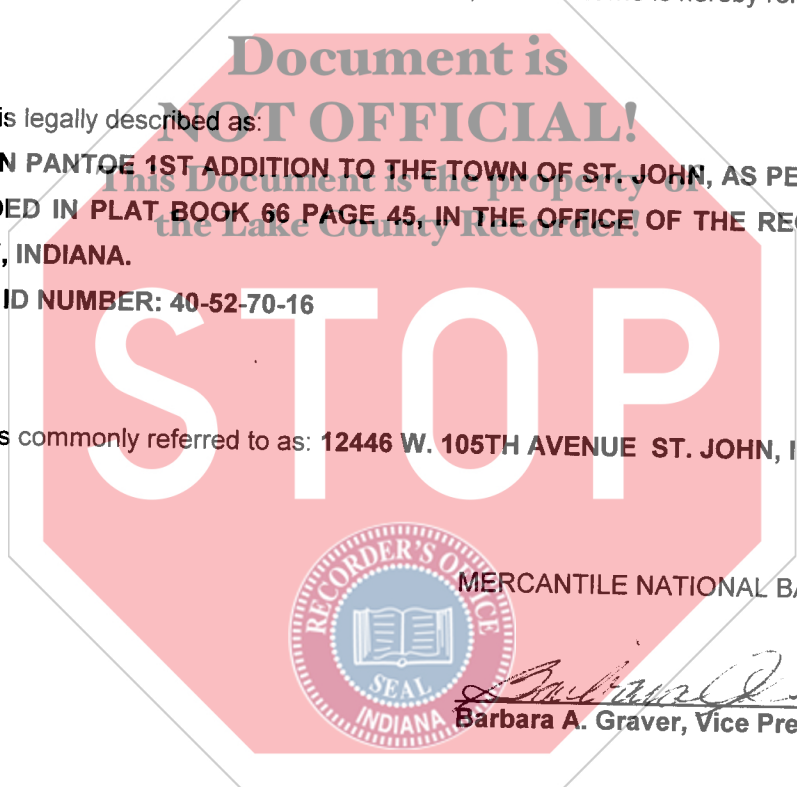 is hereby
Document is
NOT OFFICIAL!
is legally described as:
This Document is the property of
N PANTOE 1ST ADDITION TO THE TOWN OF ST. JOHN, AS PE
the Lake County Recorder!
DED IN PLAT BOOK 66 PAGE 45, IN THE OFFICE OF THE RE
, INDIANA.
ID NUMBER: 40-52-70-16
STOP
s commonly referred to as: 12446 W. 105TH AVENUE ST. JOHN, I
RECORDER'S OFFICE
SEAL
INDIANA
MERCANTILE NATIONAL BA
Barbara A. Graver, Vice Pre